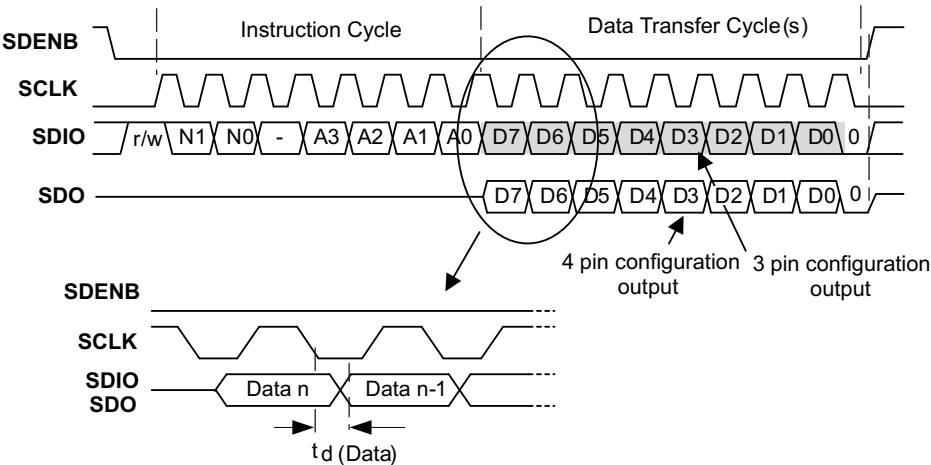 Instruction Cycle Data Transfer Cycle(s)
SDENB
SCLK
SDIO r/w N1 N0 - A3 A2 A1 A0 D7 D6 D5 D4 D3 D2 D1 D0 0
SDO D7 D6 D5 D4 D3 D2 D1 D0 0
4 pin configuration output
3 pin configuration output
SDENB
SCLK
SDIO
SDO
Data n Data n-1
td (Data)